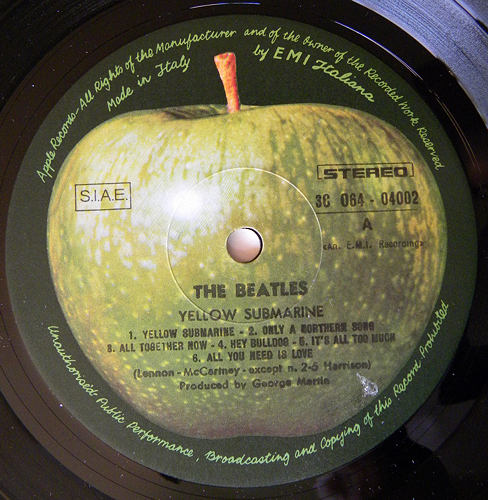 Apple Records-All Rights of the Manufacturer and of the Owner of the Recorded Work Reserved
Made in Italy by EMI Italiana
S.I.A.E.
STEREO
3C 064 - 04002
A
«An. E.M.I. Recording»
THE BEATLES
YELLOW SUBMARINE
1. YELLOW SUBMARINE - 2. ONLY A NORTHERN SONG
3. ALL TOGETHER NOW - 4. HEY BULLDOG - 5. IT'S ALL TOO MUCH
6. ALL YOU NEED IS LOVE
(Lennon - McCartney - except n. 2-5 Harrison)
Produced by George Martin
Unauthorised Public Performance, Broadcasting and Copying of this Record Prohibited